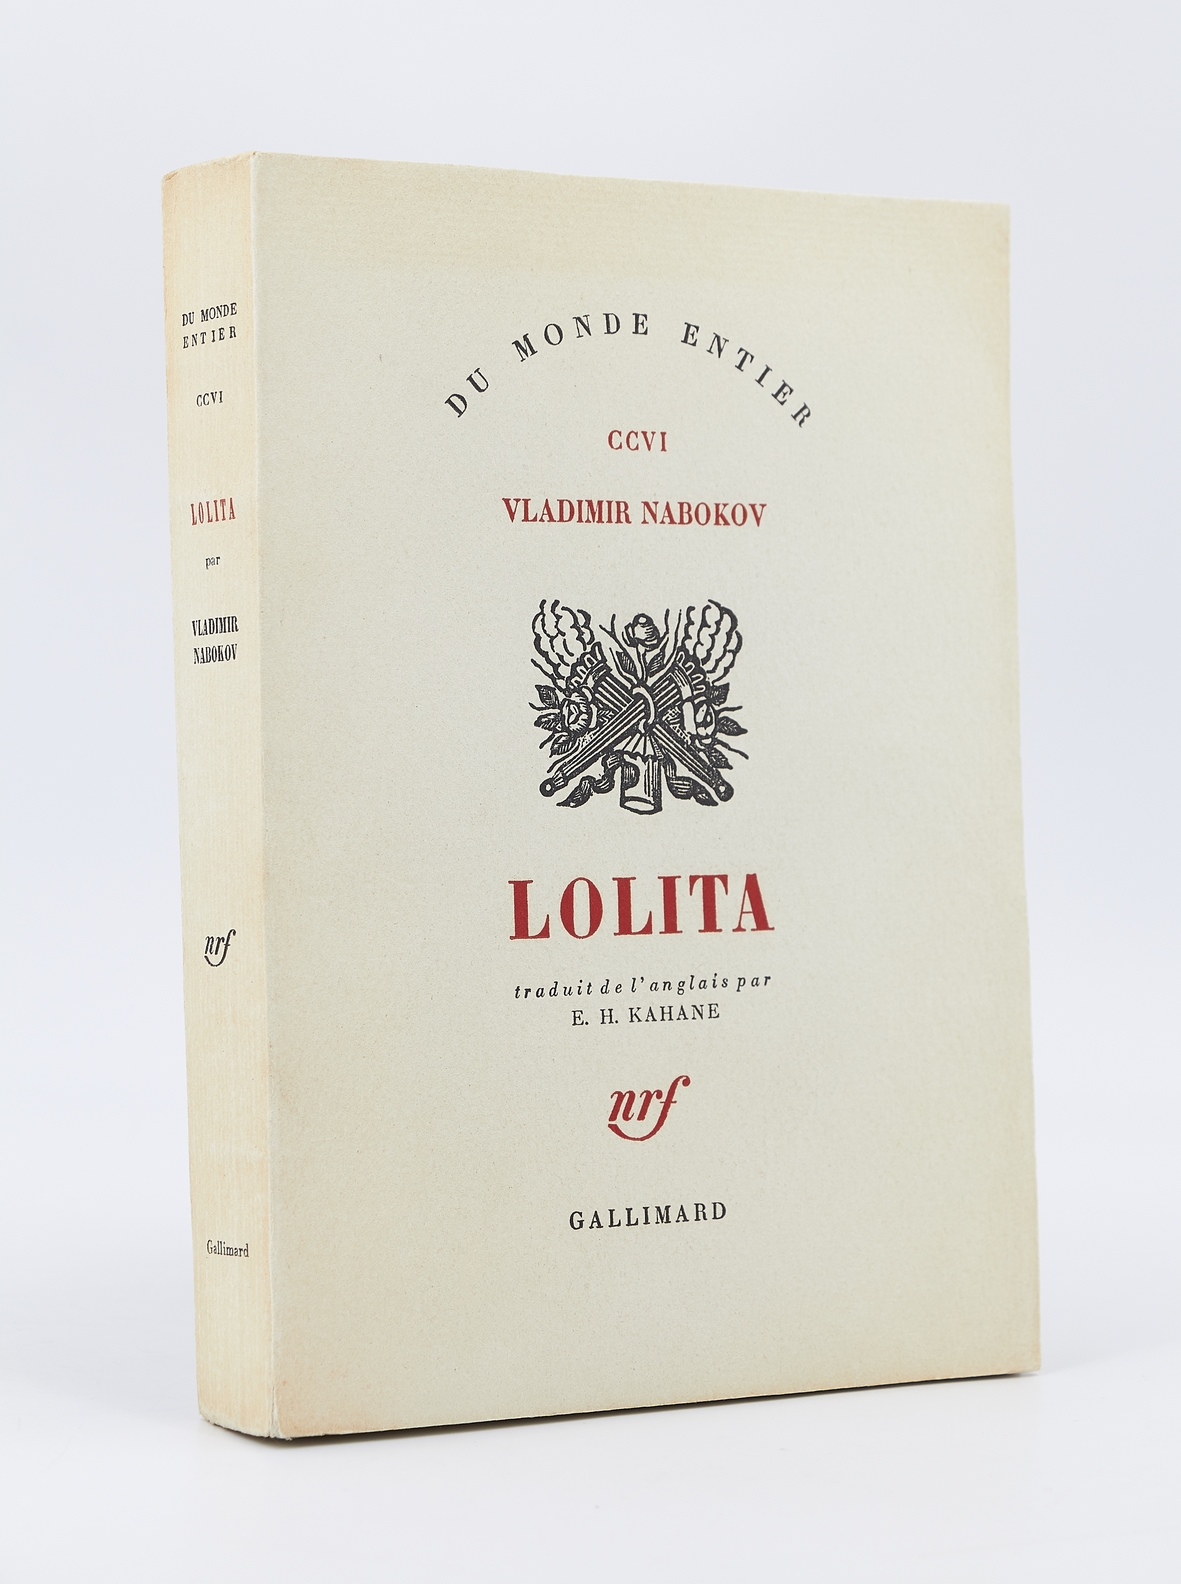 DU MONDE
ENTIER
CCVI
LOLITA
par
VLADIMIR
NABOKOV
nrf
Gallimard
DU MONDE ENTIER
CCVI
VLADIMIR NABOKOV
LOLITA
traduit de l'anglais par
E. H. KAHANE
nrf
GALLIMARD